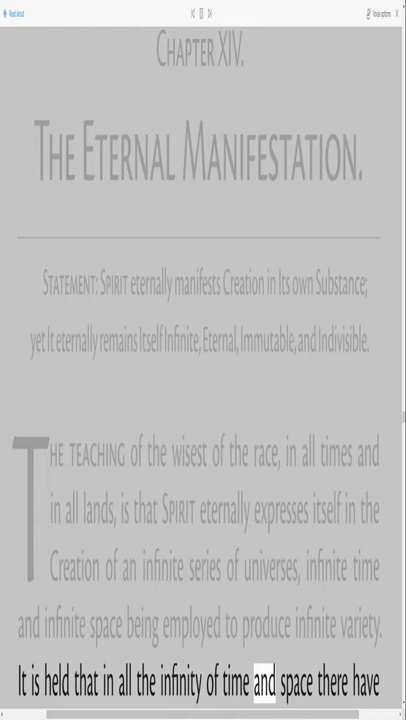 Read aloud
Voice options
CHAPTER XIV.
THE ETERNAL MANIFESTATION.
STATEMENT: SPIRIT eternally manifests Creation in Its own Substance;
yet It eternally remains Itself Infinite, Eternal, Immutable, and Indivisible.
THE TEACHING of the wisest of the race, in all times and
in all lands, is that SPIRIT eternally expresses itself in the
Creation of an infinite series of universes, infinite time
and infinite space being employed to produce infinite variety.
It is held that in all the infinity of time and space there have